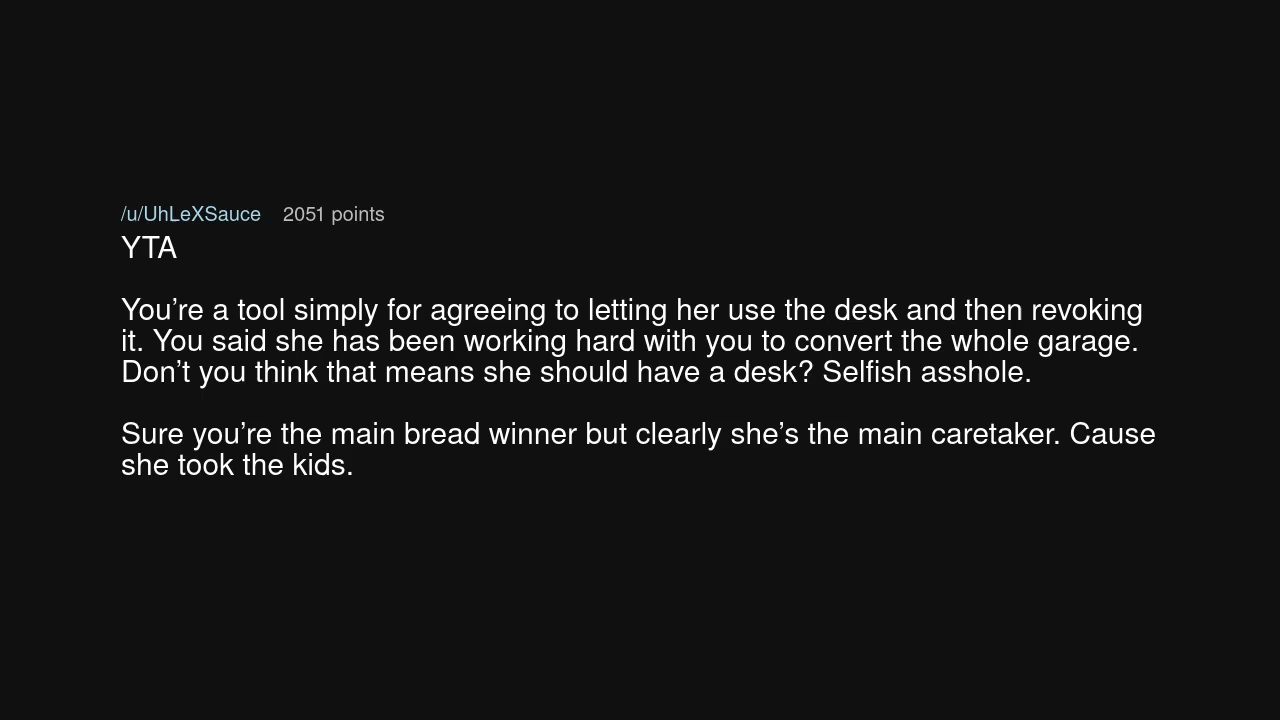 /u/UhLeXSauce 2051 points
YTA
You’re a tool simply for agreeing to letting her use the desk and then revoking
it. You said she has been working hard with you to convert the whole garage.
Don’t you think that means she should have a desk? Selfish asshole.
Sure you’re the main bread winner but clearly she’s the main caretaker. Cause
she took the kids.